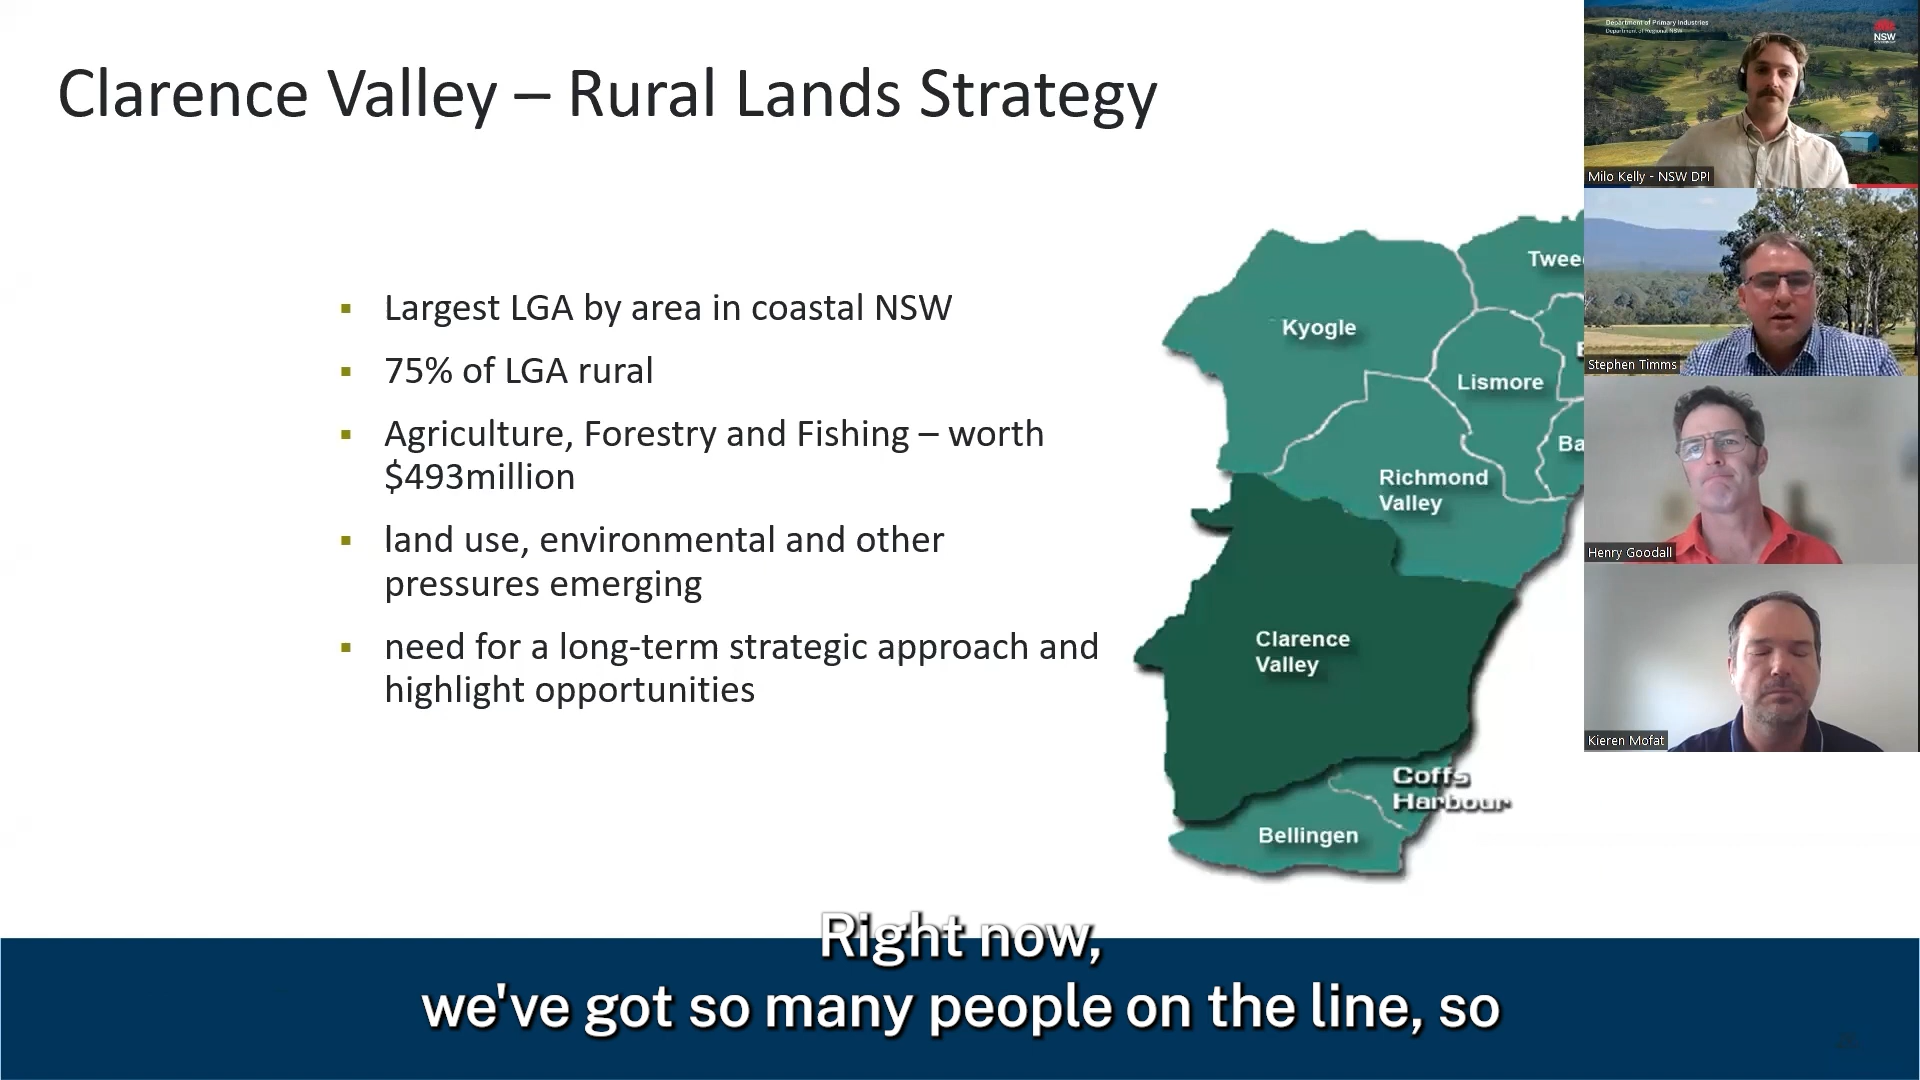 Clarence Valley – Rural Lands Strategy
▪ Largest LGA by area in coastal NSW
▪ 75% of LGA rural
▪ Agriculture, Forestry and Fishing – worth
$493million
▪ land use, environmental and other
pressures emerging
▪ need for a long-term strategic approach and
highlight opportunities
Twee
Kyogle
Lismore
Ba
Richmond
Valley
Clarence
Valley
Coffs
Harbour
Bellingen
Department of Primary Industries
Department of Regional NSW
NSW
Milo Kelly - NSW DPI
Stephen Timms
Henry Goodall
Kieren Mofat
Right now,
we've got so many people on the line, so